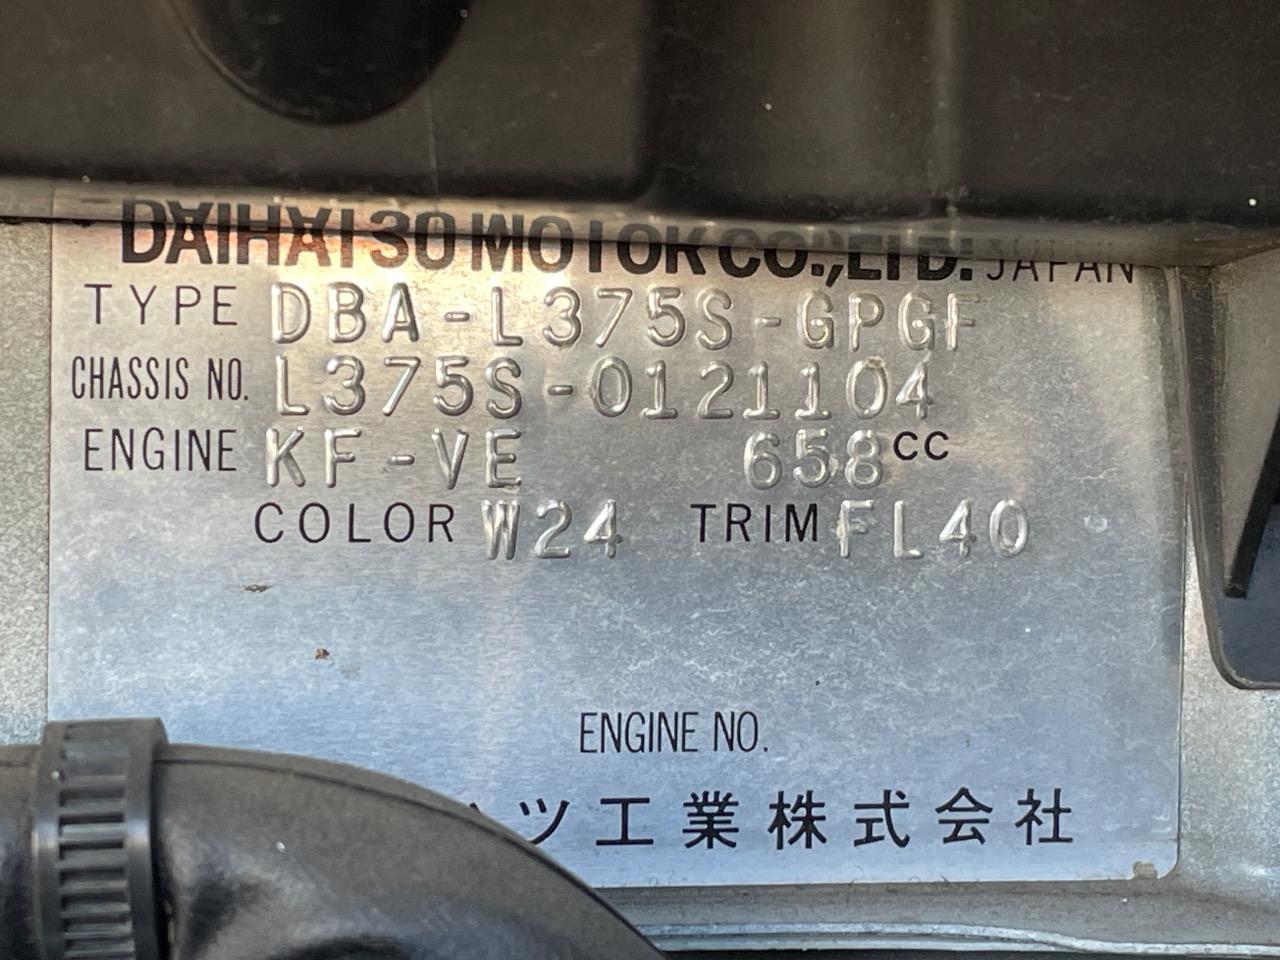 DAIHATSU MOTOR CO., LTD. JAPAN
TYPE DBA-L375S-GPGF
CHASSIS NO. L375S-0121104
ENGINE KF-VE 658CC
COLOR W24 TRIM FL40
ENGINE NO.
ツ工業株式会社